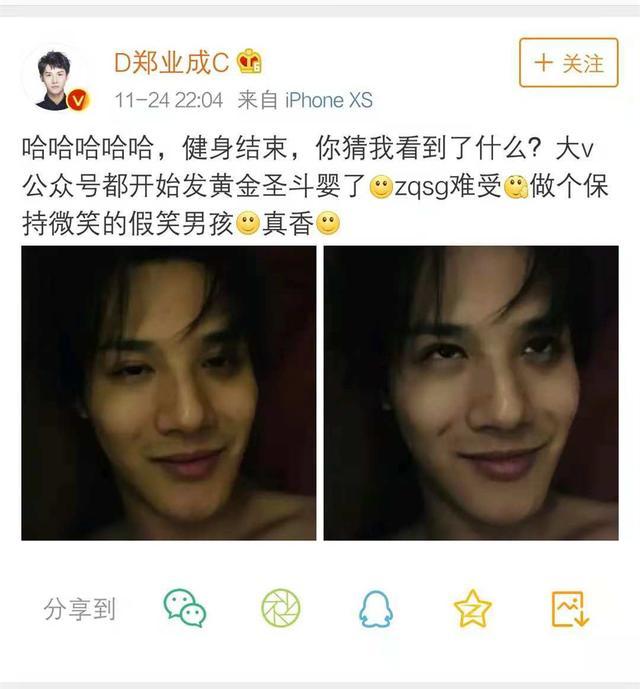 D郑业成C
+ 关注
11-24 22:04 来自 iPhone XS
哈哈哈哈哈，健身结束，你猜我看到了什么？大v
公众号都开始发黄金圣斗婴了zqsg难受做个保
持微笑的假笑男孩真香
分享到